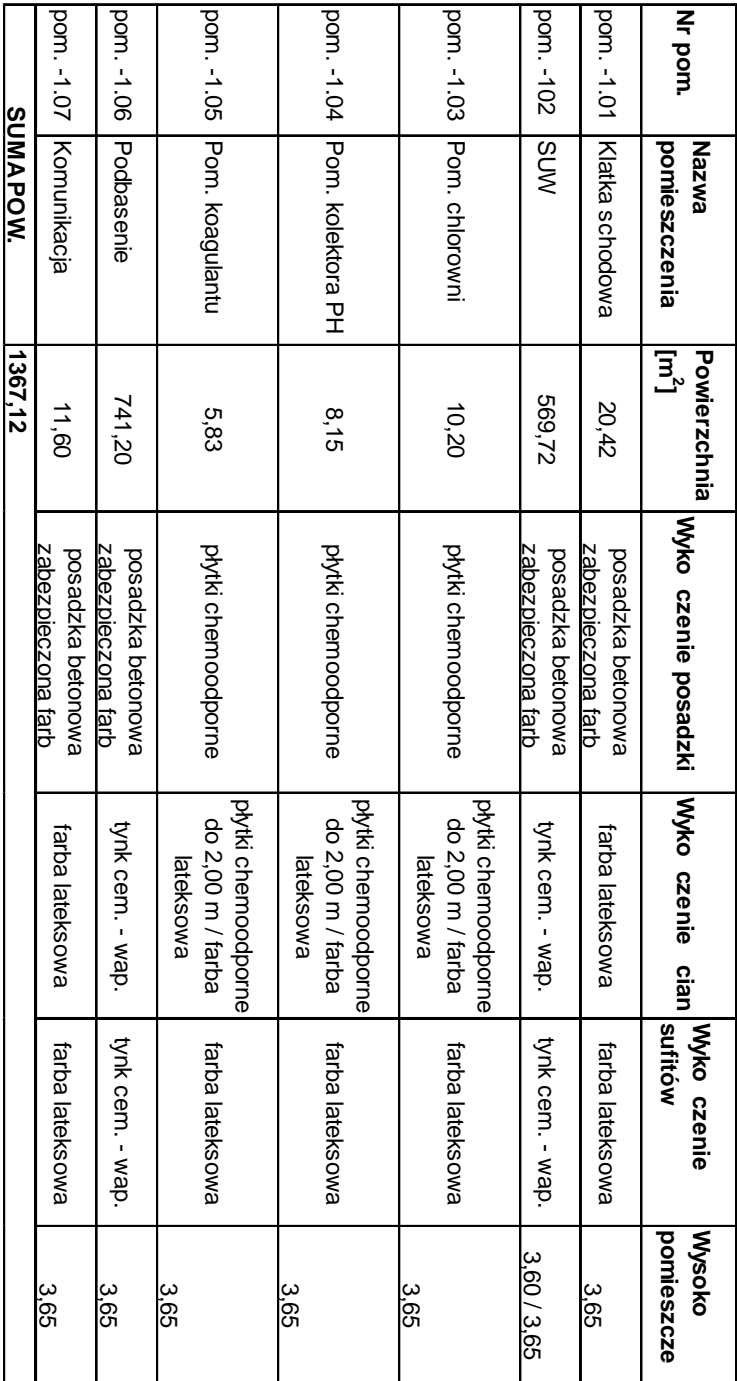 Nr pom.
Nazwa
pomieszczenia
Powierzchnia
[m²]
Wyko czenie posadzki
Wyko czenie cian
Wyko czenie
sufitów
Wysoko
pomieszcze
pom. -1.01
Klatka schodowa
20,42
posadzka betonowa
zabezpieczona farb
farba lateksowa
farba lateksowa
3,65
pom. -102
SUW
569,72
posadzka betonowa
zabezpieczona farb
tynk cem. - wap.
tynk cem. - wap.
3,60 / 3,65
pom. -1.03
Pom. chlorowni
10,20
płytki chemoodporne
płytki chemoodporne
do 2,00 m / farba
lateksowa
farba lateksowa
3,65
pom. -1.04
Pom. kolektora PH
8,15
płytki chemoodporne
płytki chemoodporne
do 2,00 m / farba
lateksowa
farba lateksowa
3,65
pom. -1.05
Pom. koagulantu
5,83
płytki chemoodporne
płytki chemoodporne
do 2,00 m / farba
lateksowa
farba lateksowa
3,65
pom. -1.06
Podbasenie
741,20
posadzka betonowa
zabezpieczona farb
tynk cem. - wap.
tynk cem. - wap.
3,65
pom. -1.07
Komunikacja
11,60
posadzka betonowa
zabezpieczona farb
farba lateksowa
farba lateksowa
3,65
SUMA POW.
1367,12